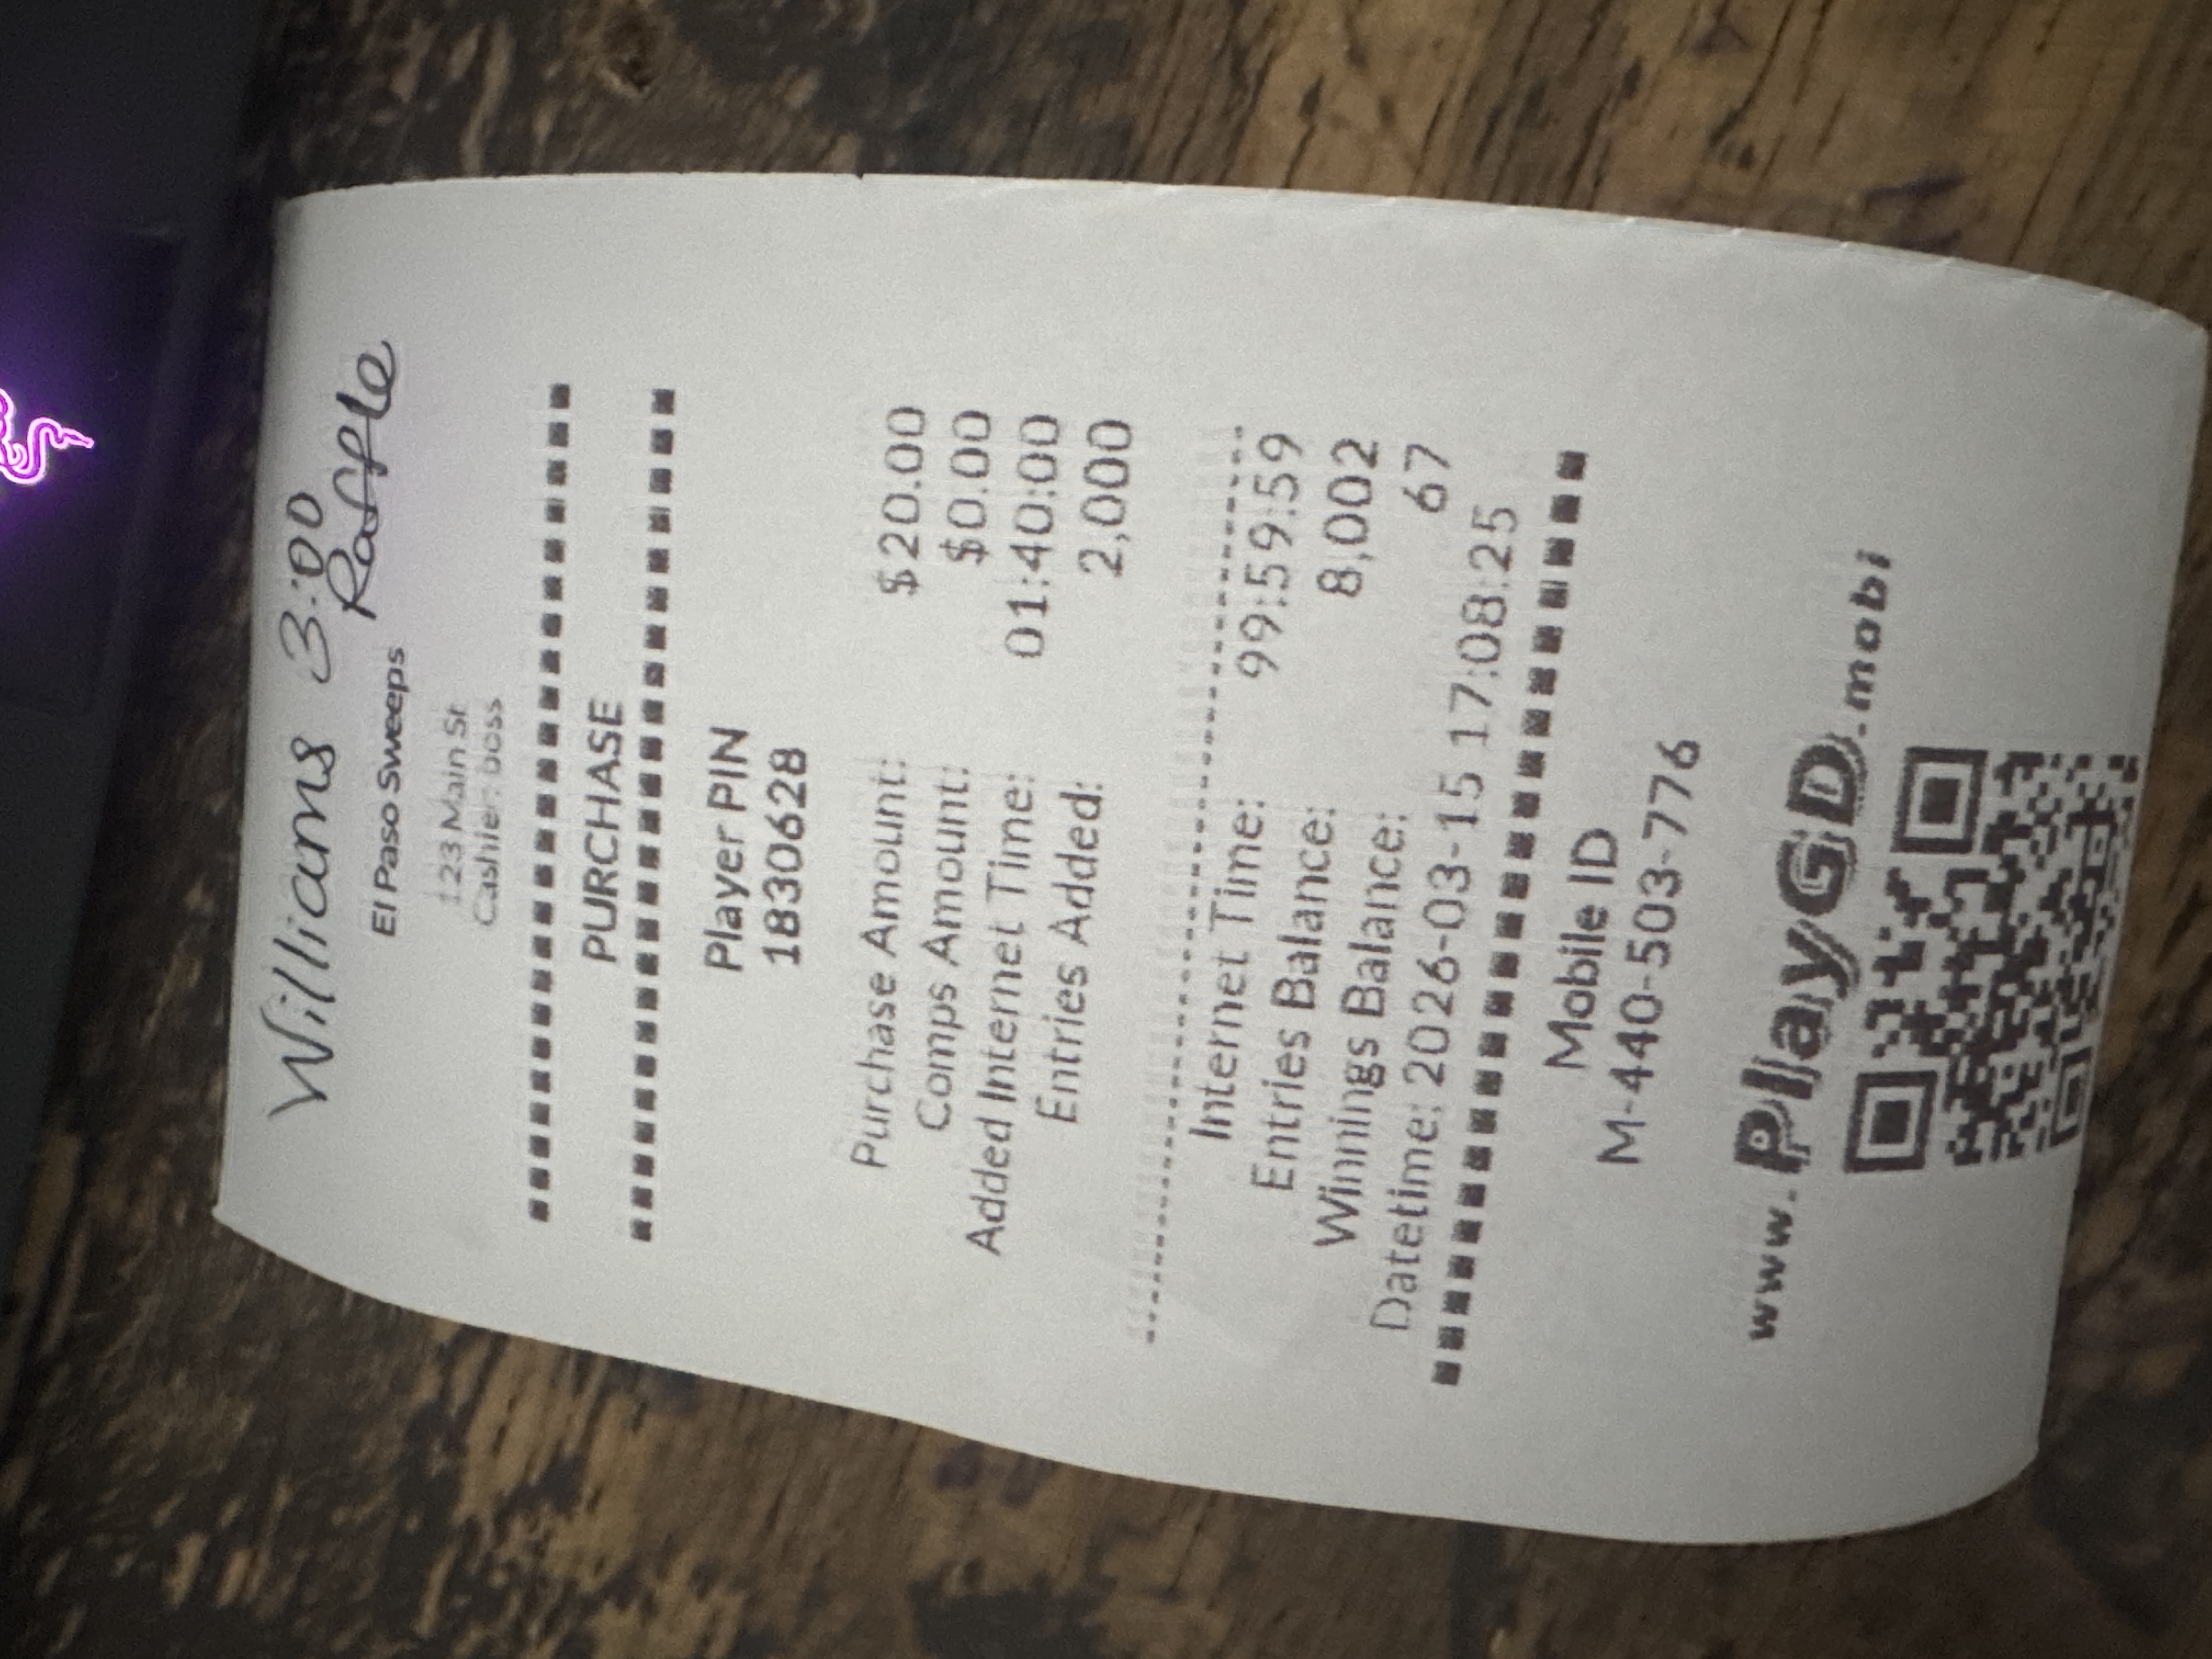 Williams 3:00
Raffle
El Paso Sweeps
123 Main St
Cashier: boss
PURCHASE
Player PIN
1830628
Purchase Amount: $20.00
Comps Amount: $0.00
Added Internet Time: 01:40:00
Entries Added: 2,000
Internet Time: 99:59:59
Entries Balance: 8,002
Winnings Balance: 67
Datetime: 2026-03-15 17:08:25
Mobile ID
M-440-503-776
www.PlayGD.mobi